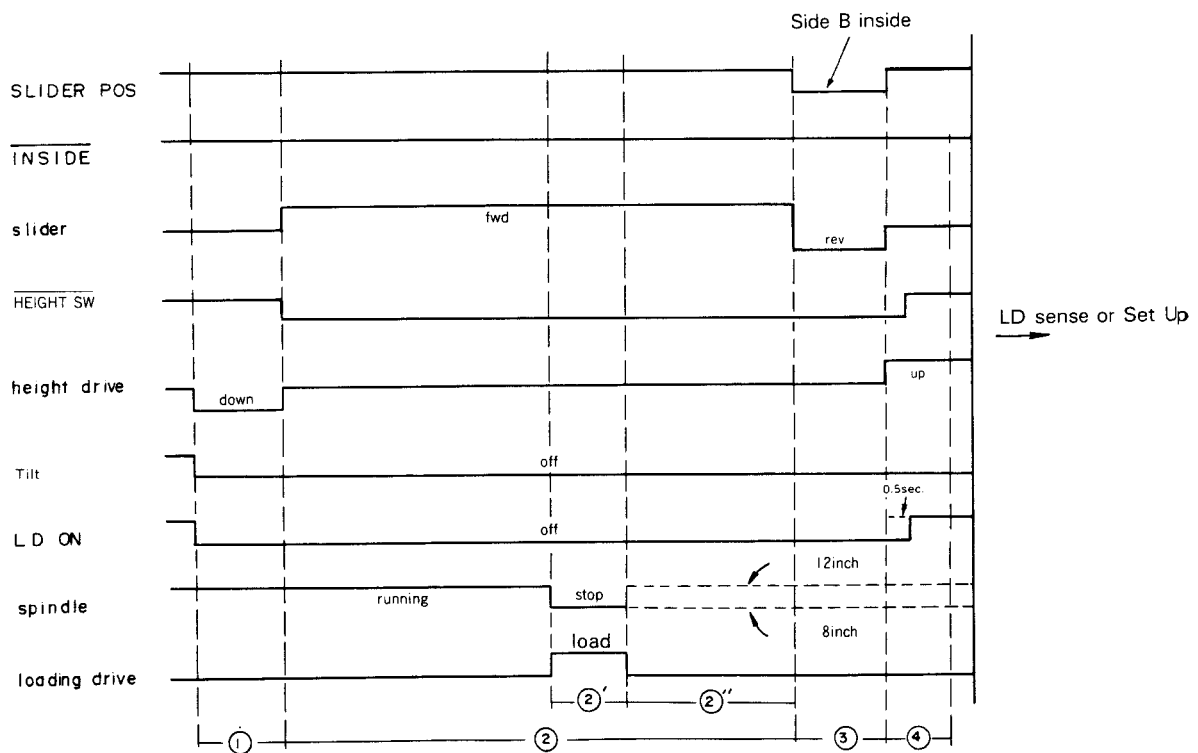 Side B inside
SLIDER POS
INSIDE
slider
fwd
rev
HEIGHT SW
LD sense or Set Up
height drive
down
up
Tilt
off
0.5sec.
LD ON
off
12inch
spindle
running
stop
8inch
load
loading drive
②' ②''
① ② ③ ④